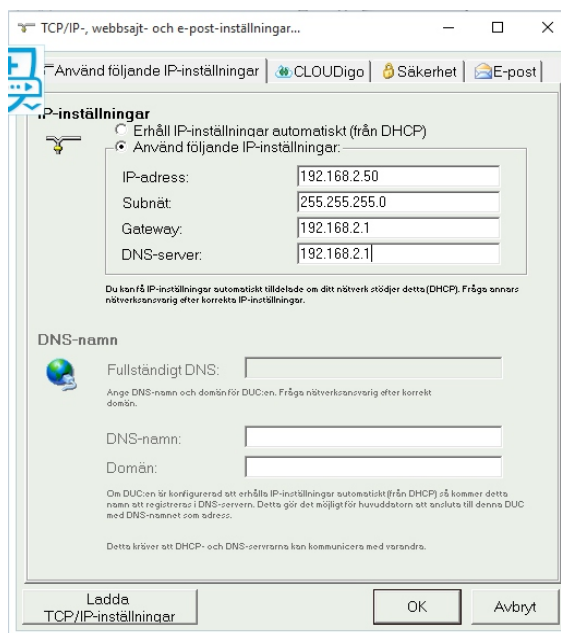 TCP/IP-, webbsajt- och e-post-inställningar...
Använd följande IP-inställningar
CLOUDigo
Säkerhet
E-post
IP-inställningar
Erhåll IP-inställningar automatiskt (från DHCP)
Använd följande IP-inställningar:
IP-adress: 192.168.2.50
Subnät: 255.255.255.0
Gateway: 192.168.2.1
DNS-server: 192.168.2.1
Du kan få IP-inställningar automatiskt tilldelade om ditt nätverk stödjer detta (DHCP). Fråga annars
nätverksansvarig efter korrekta IP-inställningar.
DNS-namn
Fullständigt DNS:
Ange DNS-namn och domän för DUC:en. Fråga nätverksansvarig efter korrekt
domän.
DNS-namn:
Domän:
Om DUC:en är konfigurerad att erhålla IP-inställningar automatiskt (från DHCP) så kommer detta
namn att registreras i DNS-servern. Detta gör det möjligt för huvuddatorn att ansluta till denna DUC
med DNS-namnet som adress.
Detta kräver att DHCP- och DNS-servrarna kan kommunicera med varandra.
Ladda
TCP/IP-inställningar
OK
Avbryt